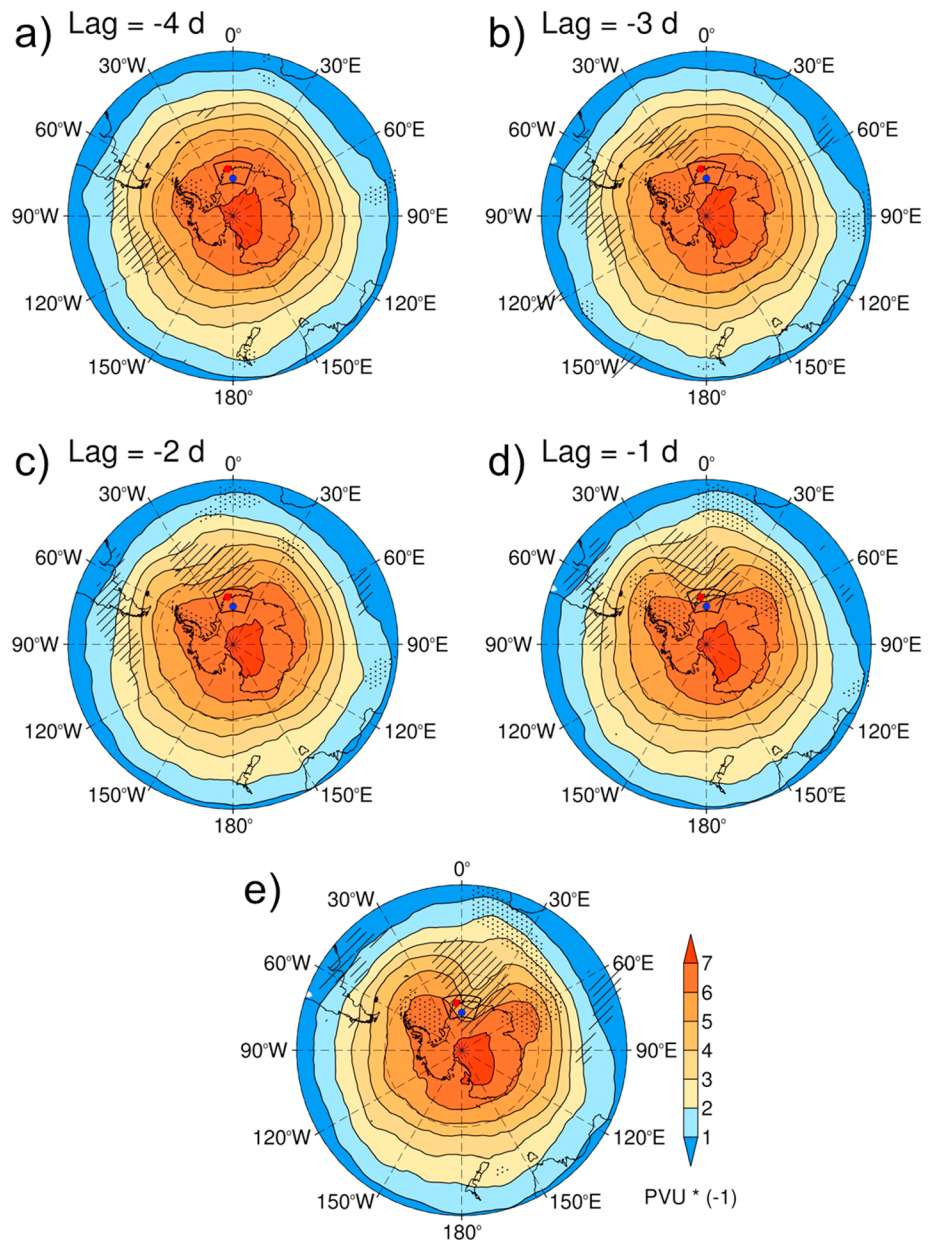 a) Lag = -4 d
0°
30°W 30°E
60°W 60°E
90°W 90°E
120°W 120°E
150°W 150°E
180°
b) Lag = -3 d
0°
30°W 30°E
60°W 60°E
90°W 90°E
120°W 120°E
150°W 150°E
180°
c) Lag = -2 d
0°
30°W 30°E
60°W 60°E
90°W 90°E
120°W 120°E
150°W 150°E
180°
d) Lag = -1 d
0°
30°W 30°E
60°W 60°E
90°W 90°E
120°W 120°E
150°W 150°E
180°
e)
0°
30°W 30°E
60°W 60°E
90°W 90°E
120°W 120°E
150°W 150°E
180°
7
6
5
4
3
2
1
PVU * (-1)